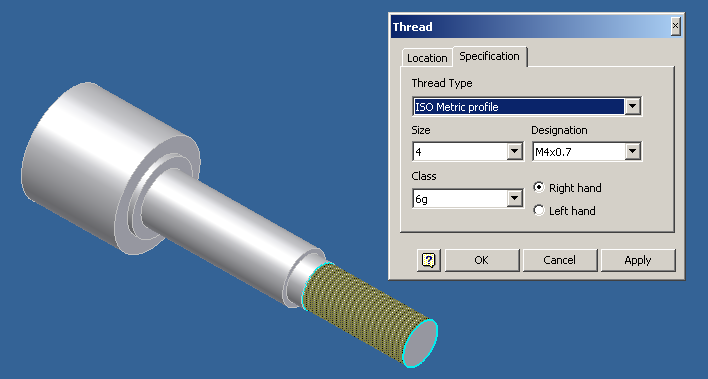 Thread
Location Specification
Thread Type
ISO Metric profile
Size Designation
4 M4x0.7
Class
6g
Right hand
Left hand
OK Cancel Apply